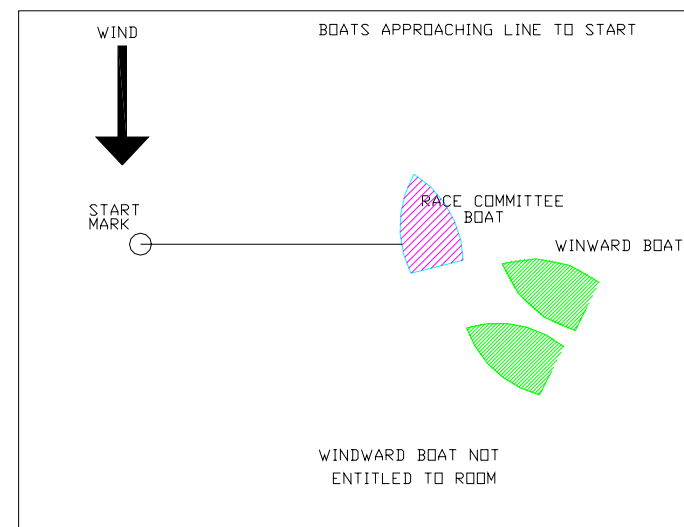 WIND
BOATS APPROACHING LINE TO START
START
MARK
RACE COMMITTEE
BOAT
WINWARD BOAT
WINDWARD BOAT NOT
ENTITLED TO ROOM